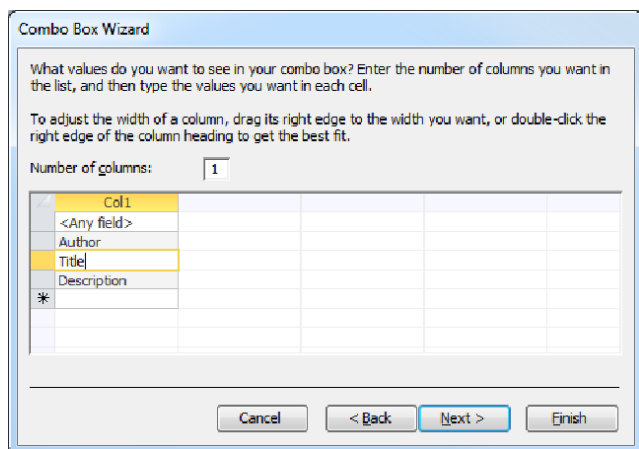 Combo Box Wizard
What values do you want to see in your combo box? Enter the number of columns you want in
the list, and then type the values you want in each cell.
To adjust the width of a column, drag its right edge to the width you want, or double-click the
right edge of the column heading to get the best fit.
Number of columns: 1
Col1
<Any field>
Author
Title
Description
*
Cancel < Back Next > Finish